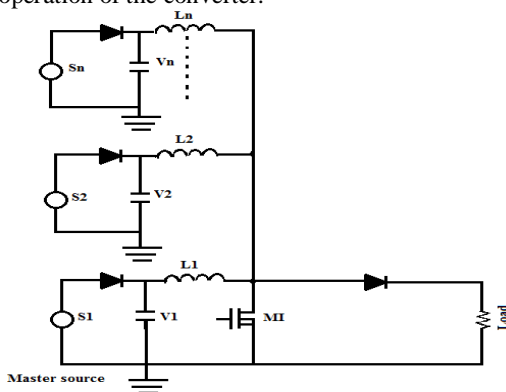 operation of the converter.
Ln
Sn
Vn
L2
S2
V2
L1
S1
V1
MI
Load
Master source